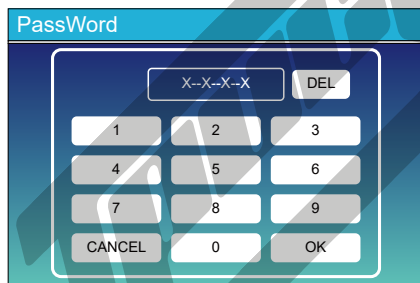 PassWord
X--X--X--X DEL
1 2 3
4 5 6
7 8 9
CANCEL 0 OK